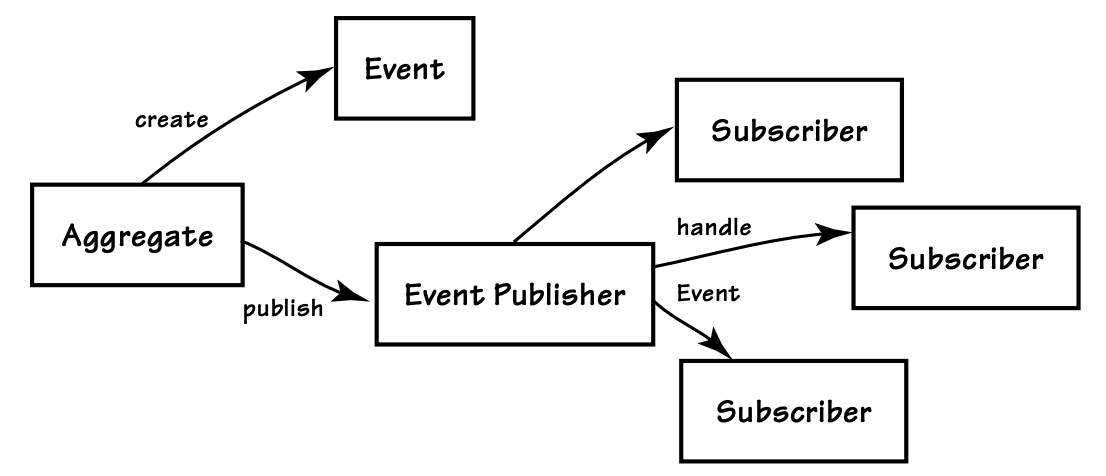 Event
create
Subscriber
Aggregate
handle
Subscriber
Event Publisher
Event
publish
Subscriber